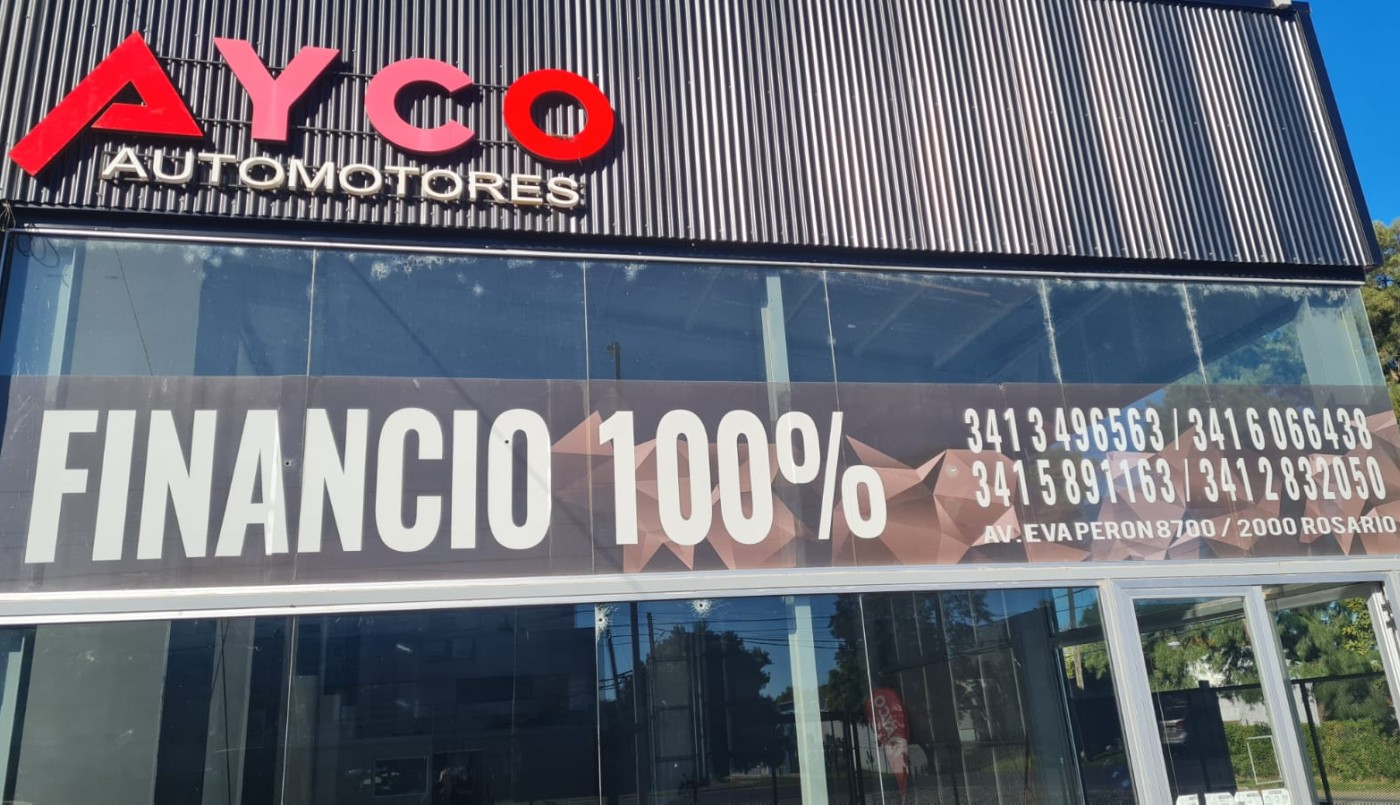 AYCO
AUTOMOTORES
FINANCIO 100%
341 3 496563 / 341 6 066438
341 5 891163 / 341 2 832050
AV. EVA PERON 8700 / 2000 ROSARIO
AYCO